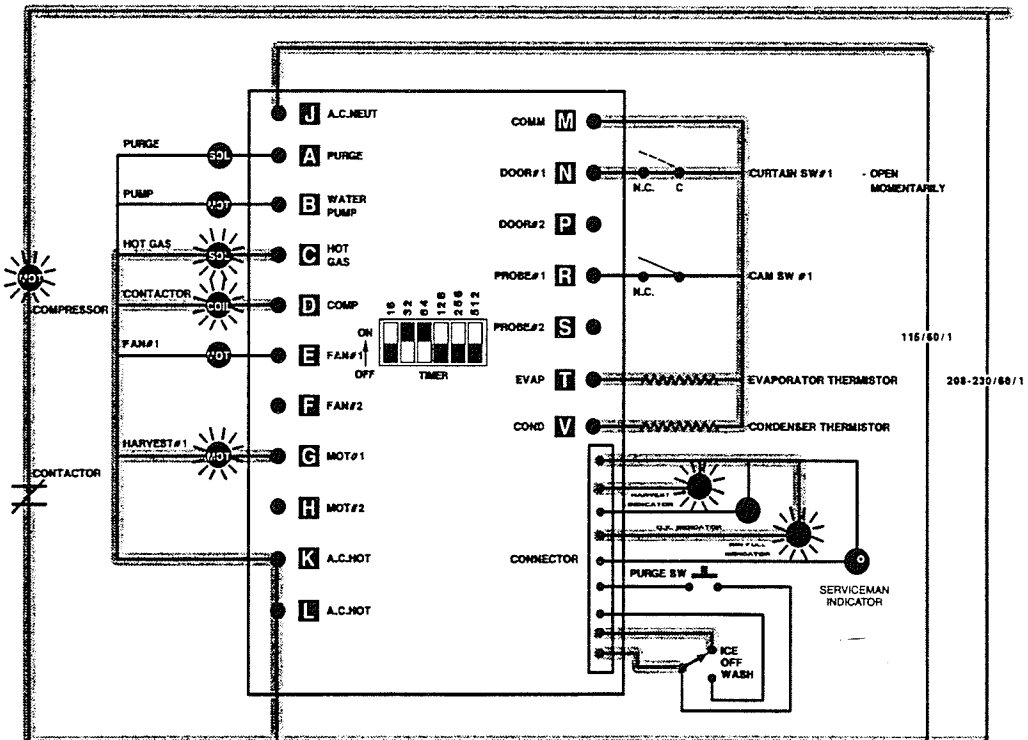 J A.C.NEUT
PURGE SOL A PURGE
PUMP MOT B WATER PUMP
HOT GAS SOL C HOT GAS
CONTACTOR COIL D COMP
FAN#1 MOT E FAN#1
F FAN#2
HARVEST#1 MOT G MOT#1
H MOT#2
K A.C.HOT
L A.C.HOT
MOT
COMPRESSOR
CONTACTOR
16 32 64 128 256 512
ON
OFF
TIMER
COMM M
DOOR#1 N N.C. C CURTAIN SW#1 - OPEN MOMENTARILY
DOOR#2 P
PROBE#1 R N.C. CAM SW #1
PROBE#2 S
EVAP T EVAPORATOR THERMISTOR
COND V CONDENSER THERMISTOR
115/60/1
208-230/60/1
HARVEST
INDICATOR
INDICATOR
BIN FULL
INDICATOR
CONNECTOR
PURGE SW
SERVICEMAN
INDICATOR
ICE
OFF
WASH